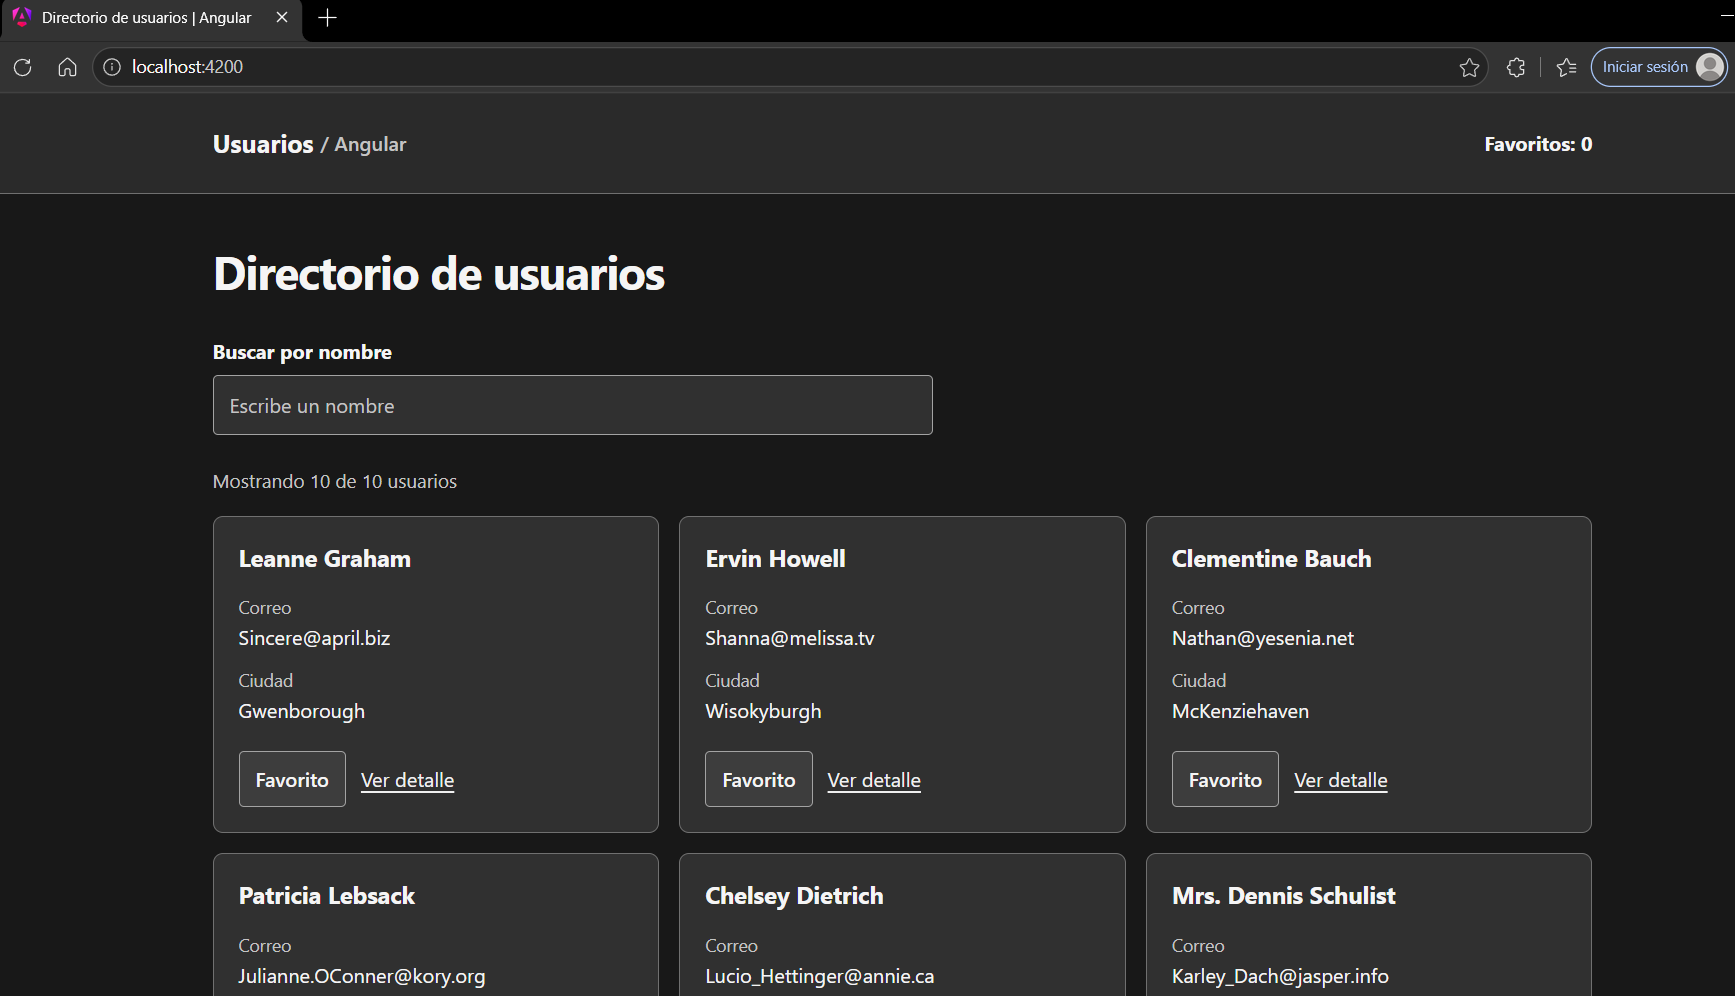 Directorio de usuarios | Angular
localhost:4200
Iniciar sesión
Usuarios / Angular
Favoritos: 0
Directorio de usuarios
Buscar por nombre
Escribe un nombre
Mostrando 10 de 10 usuarios
Leanne Graham
Correo
Sincere@april.biz
Ciudad
Gwenborough
Favorito Ver detalle
Ervin Howell
Correo
Shanna@melissa.tv
Ciudad
Wisokyburgh
Favorito Ver detalle
Clementine Bauch
Correo
Nathan@yesenia.net
Ciudad
McKenziehaven
Favorito Ver detalle
Patricia Lebsack
Correo
Julianne.OConner@kory.org
Chelsey Dietrich
Correo
Lucio_Hettinger@annie.ca
Mrs. Dennis Schulist
Correo
Karley_Dach@jasper.info